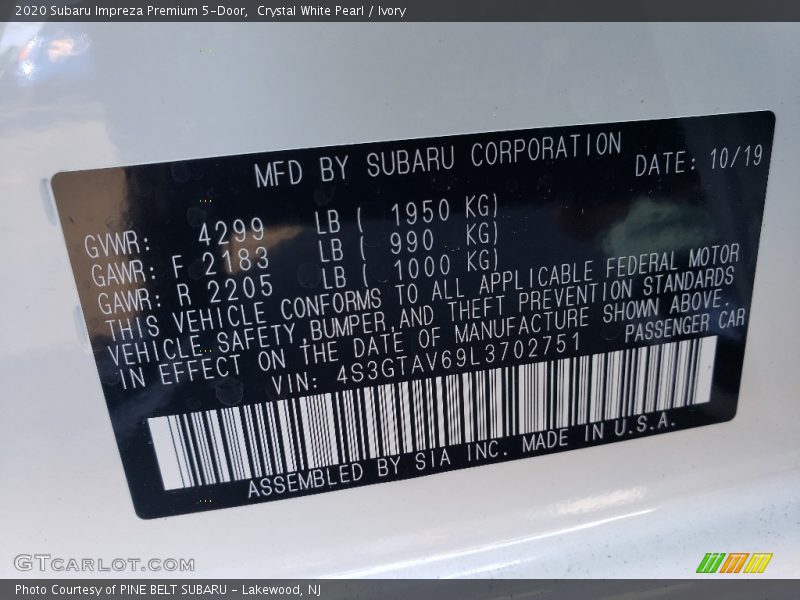 2020 Subaru Impreza Premium 5-Door,  Crystal White Pearl / Ivory
MFD BY SUBARU CORPORATION
DATE: 10/19
GVWR: 4299 LB ( 1950 KG)
GAWR: F 2183 LB ( 990 KG)
GAWR: R 2205 LB ( 1000 KG)
THIS VEHICLE CONFORMS TO ALL APPLICABLE FEDERAL MOTOR
VEHICLE SAFETY,BUMPER,AND THEFT PREVENTION STANDARDS
IN EFFECT ON THE DATE OF MANUFACTURE SHOWN ABOVE.
VIN: 4S3GTAV69L3702751 PASSENGER CAR
ASSEMBLED BY SIA INC. MADE IN U.S.A.
GTCARLOT.COM
Photo Courtesy of PINE BELT SUBARU - Lakewood, NJ